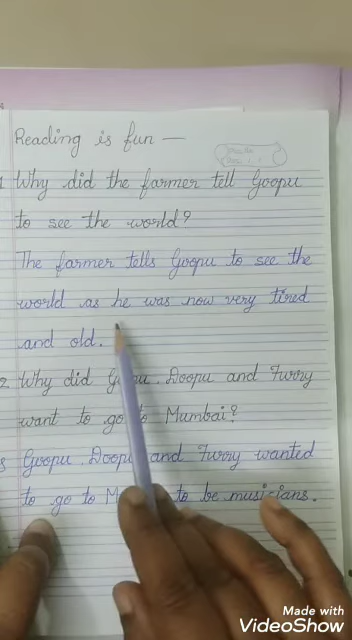 Reading is fun —
1 Why did the farmer tell Goopu
to see the world?
The farmer tells Goopu to see the
world as he was now very tired
and old.
2 Why did Goopu, Doopu and Furry
want to go to Mumbai?
s Goopu, Doopu and Furry wanted
to go to to be musicians.
Made with
VideoShow